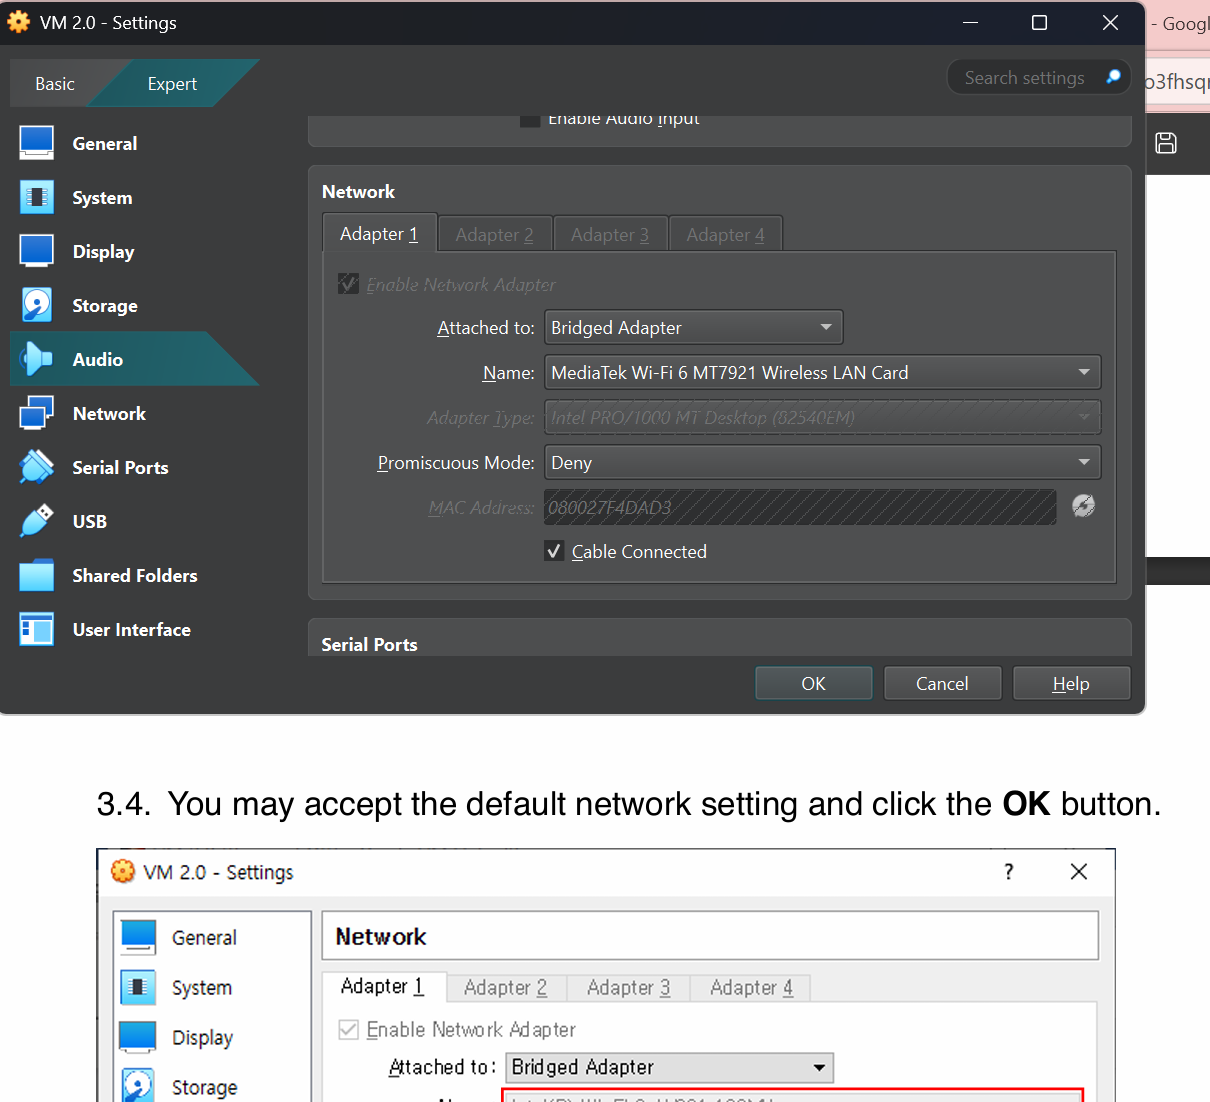 VM 2.0 - Settings
- Googl
Basic
Expert
Search settings
o3fhsq
Enable Audio Input
General
System
Display
Storage
Audio
Network
Serial Ports
USB
Shared Folders
User Interface
Network
Adapter 1
Adapter 2
Adapter 3
Adapter 4
Enable Network Adapter
Attached to: Bridged Adapter
Name: MediaTek Wi-Fi 6 MT7921 Wireless LAN Card
Adapter Type: Intel PRO/1000 MT Desktop (82540EM)
Promiscuous Mode: Deny
MAC Address: 080027F4DAD3
Cable Connected
Serial Ports
OK
Cancel
Help
3.4. You may accept the default network setting and click the OK button.
VM 2.0 - Settings
?
General
System
Display
Storage
Network
Adapter 1
Adapter 2
Adapter 3
Adapter 4
Enable Network Adapter
Attached to: Bridged Adapter